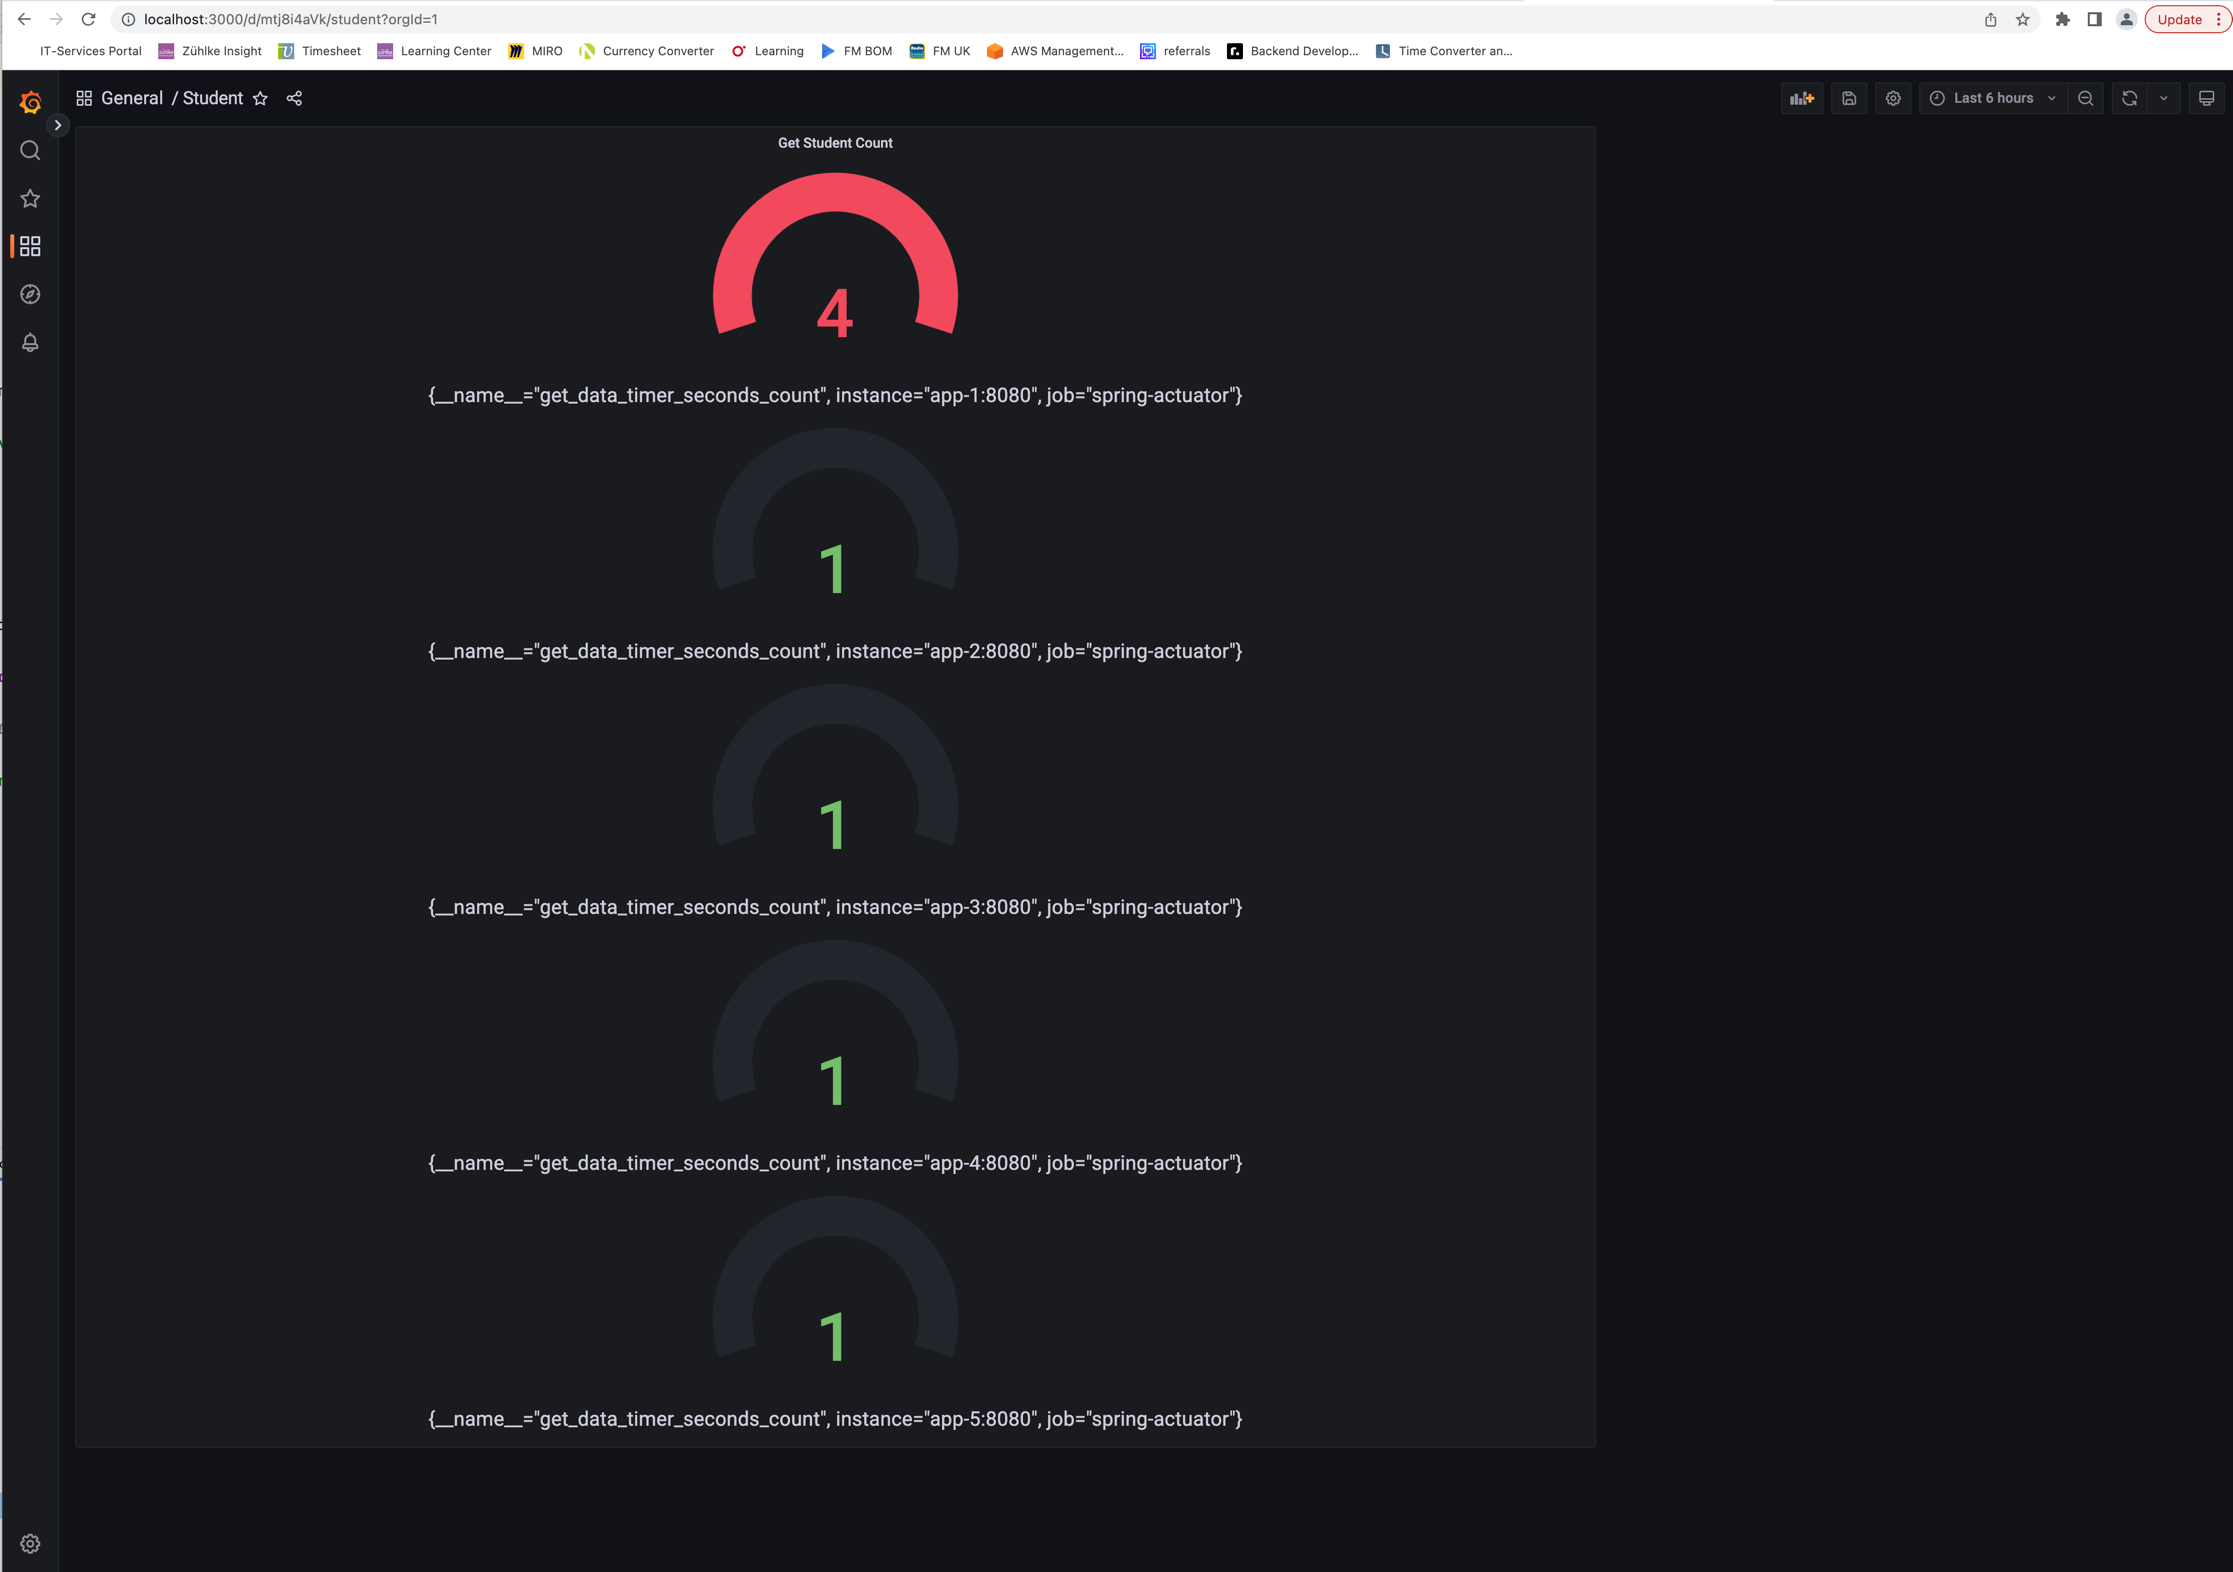 localhost:3000/d/mtj8i4aVk/student?orgId=1
Update
IT-Services Portal
Zühlke Insight
Timesheet
Learning Center
MIRO
Currency Converter
Learning
FM BOM
FM UK
AWS Management...
referrals
Backend Develop...
Time Converter an...
General / Student
Last 6 hours
Get Student Count
4
{__name__="get_data_timer_seconds_count", instance="app-1:8080", job="spring-actuator"}
1
{__name__="get_data_timer_seconds_count", instance="app-2:8080", job="spring-actuator"}
1
{__name__="get_data_timer_seconds_count", instance="app-3:8080", job="spring-actuator"}
1
{__name__="get_data_timer_seconds_count", instance="app-4:8080", job="spring-actuator"}
1
{__name__="get_data_timer_seconds_count", instance="app-5:8080", job="spring-actuator"}